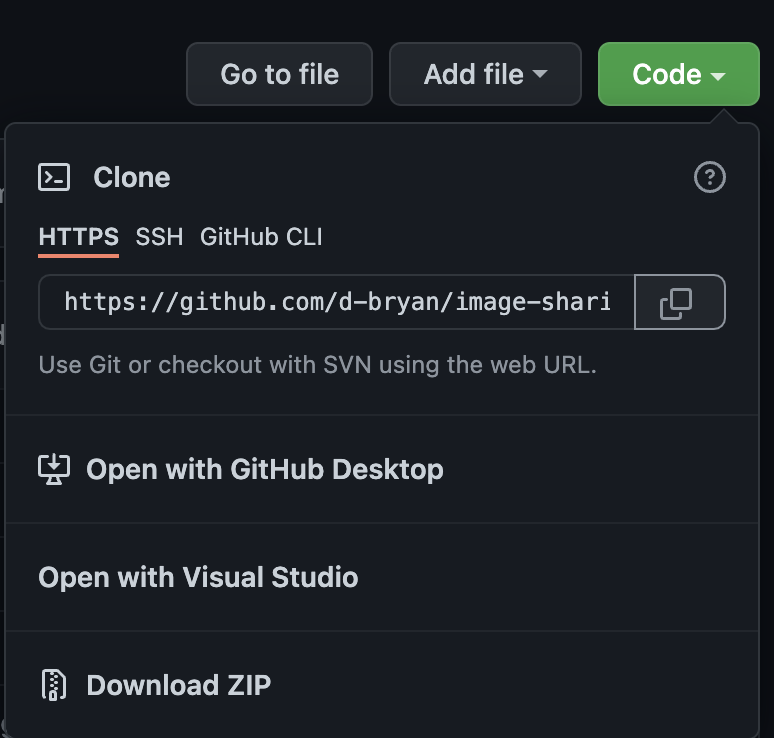 Go to file Add file Code
Clone
HTTPS SSH GitHub CLI
https://github.com/d-bryan/image-shari
Use Git or checkout with SVN using the web URL.
Open with GitHub Desktop
Open with Visual Studio
Download ZIP